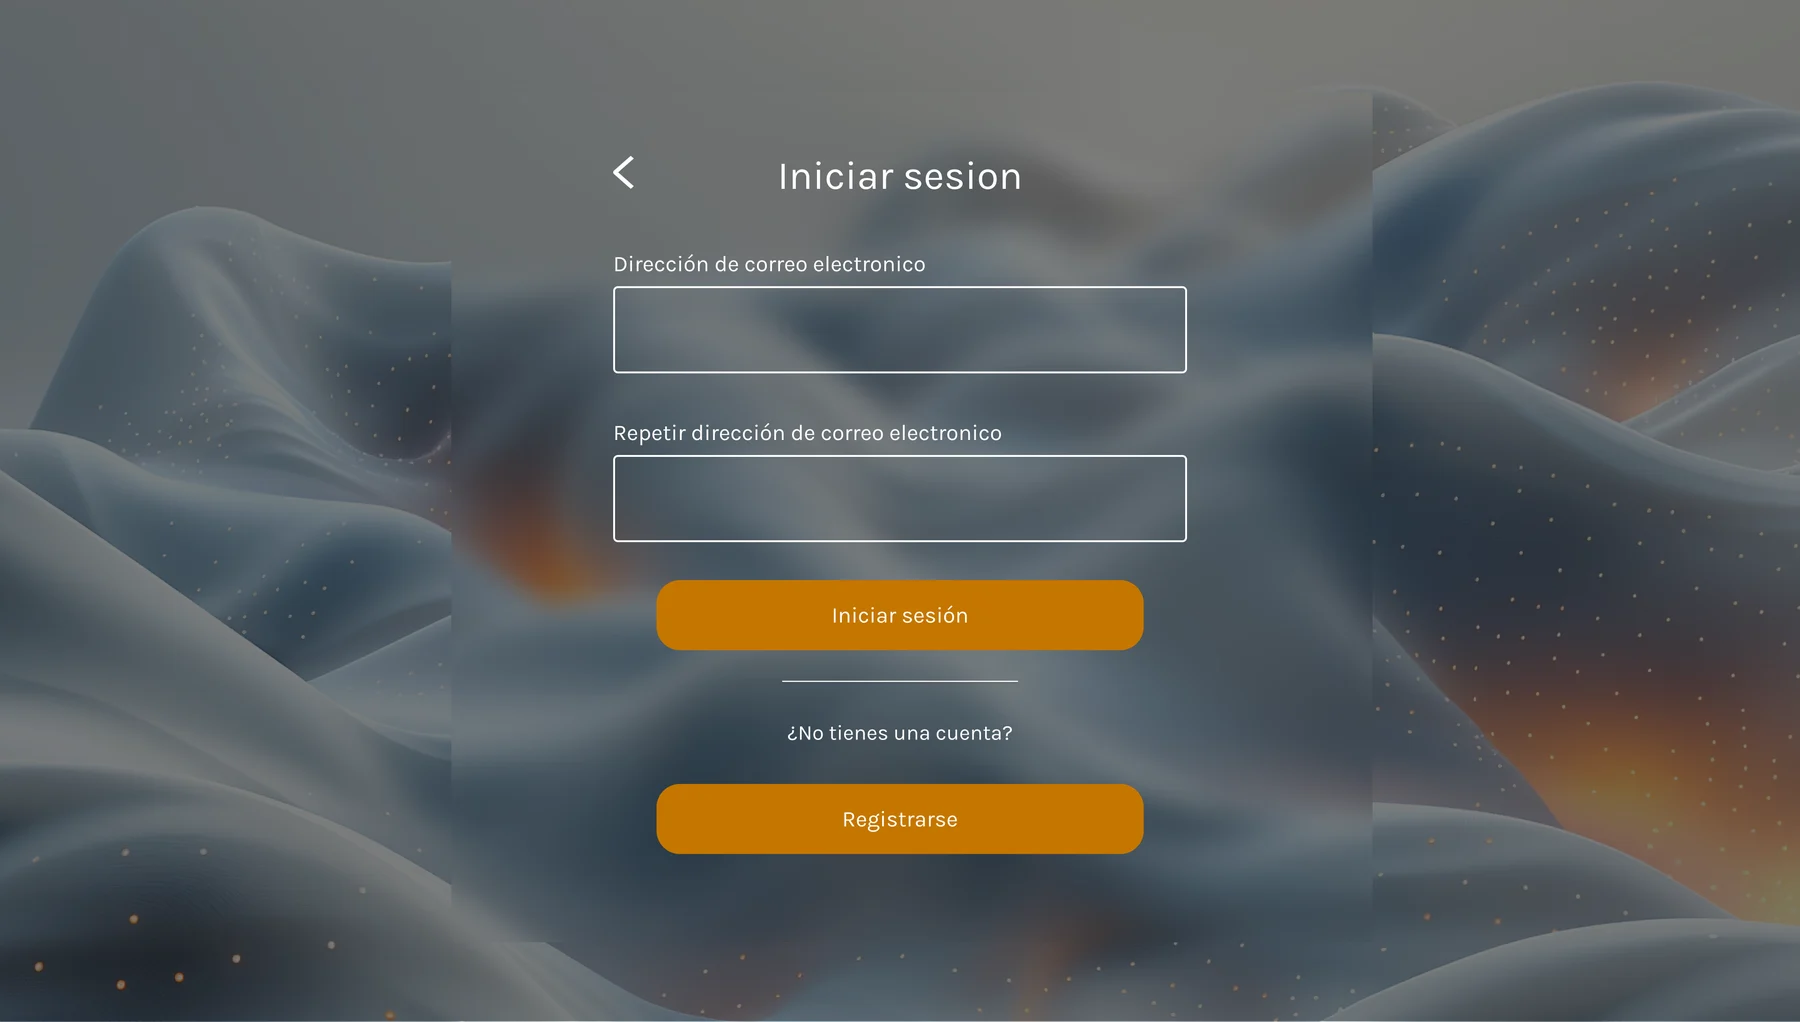 Iniciar sesion
Dirección de correo electronico
Repetir dirección de correo electronico
Iniciar sesión
¿No tienes una cuenta?
Registrarse